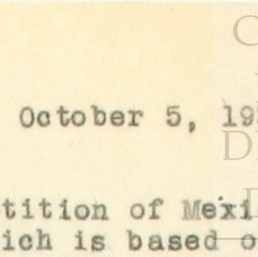 October 5, 19
tition of Mexi
ich is based o